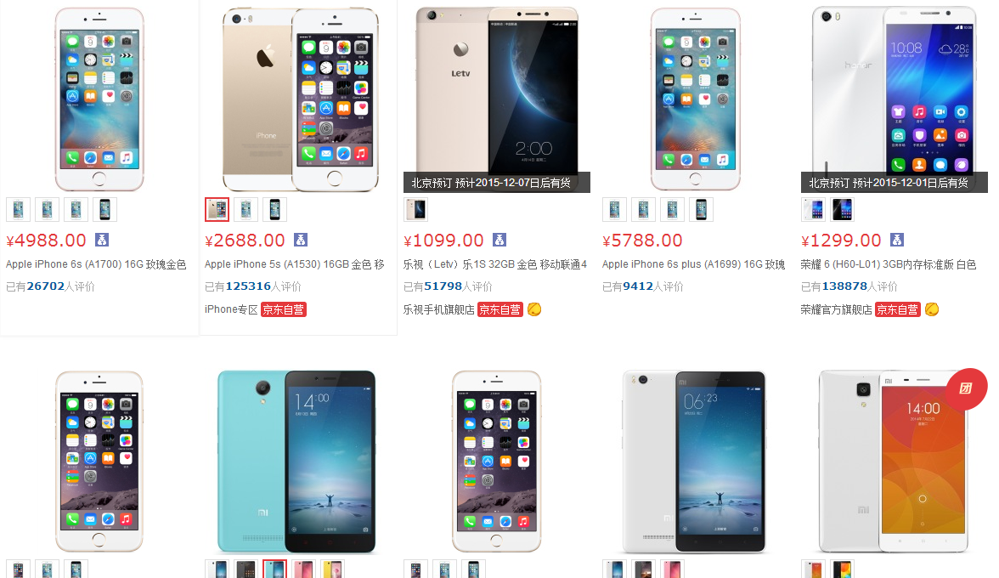 Letv
2:00
iPhone
honor
10:08
28°
北京预订 预计2015-12-07日后有货
北京预订 预计2015-12-01日后有货
¥4988.00
¥2688.00
¥1099.00
¥5788.00
¥1299.00
Apple iPhone 6s (A1700) 16G 玫瑰金色
Apple iPhone 5s (A1530) 16GB 金色 移
乐视（Letv）乐1S 32GB 金色 移动联通4
Apple iPhone 6s plus (A1699) 16G 玫瑰
荣耀 6 (H60-L01) 3GB内存标准版 白色
已有26702人评价
已有125316人评价
已有51798人评价
已有9412人评价
已有138878人评价
iPhone专区 京东自营
乐视手机旗舰店 京东自营
荣耀官方旗舰店 京东自营
团
14:00
06:23
14:00
mi
mi
mi